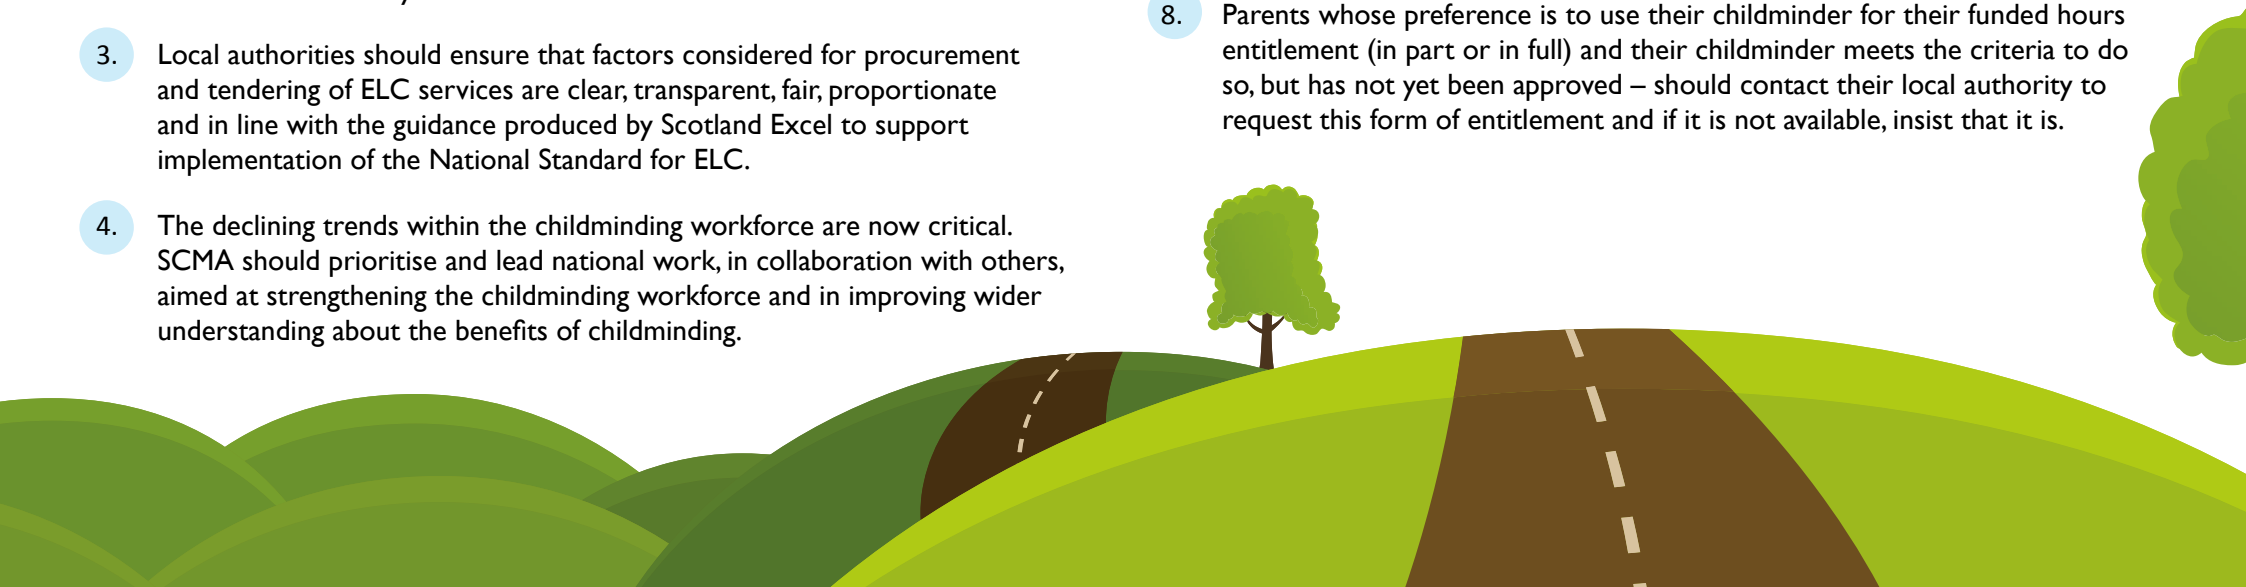 3. Local authorities should ensure that factors considered for procurement
and tendering of ELC services are clear, transparent, fair, proportionate
and in line with the guidance produced by Scotland Excel to support
implementation of the National Standard for ELC.
4. The declining trends within the childminding workforce are now critical.
SCMA should prioritise and lead national work, in collaboration with others,
aimed at strengthening the childminding workforce and in improving wider
understanding about the benefits of childminding.
8. Parents whose preference is to use their childminder for their funded hours
entitlement (in part or in full) and their childminder meets the criteria to do
so, but has not yet been approved – should contact their local authority to
request this form of entitlement and if it is not available, insist that it is.